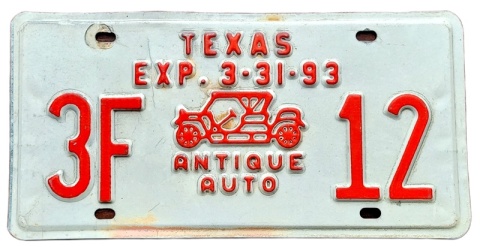 TEXAS
EXP. 3-31-93
3F 12
ANTIQUE
AUTO